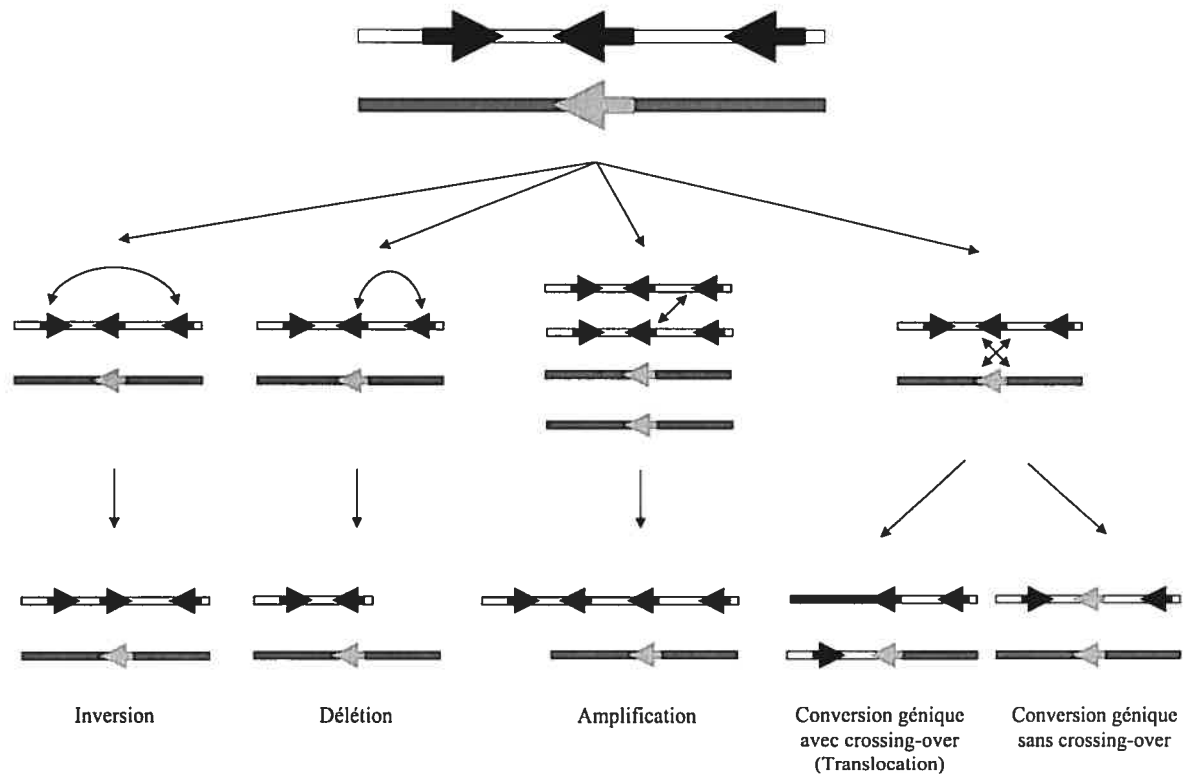 Inversion
Délétion
Amplification
Conversion génique
avec crossing-over
(Translocation)
Conversion génique
sans crossing-over